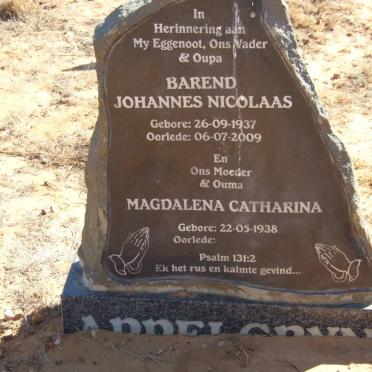 In
Herinnering aan
My Eggenoot, Ons Vader
& Oupa
BAREND
JOHANNES NICOLAAS
Gebore: 26-09-1937
Oorlede: 06-07-2009
En
Ons Moeder
& Ouma
MAGDALENA CATHARINA
Gebore: 22-05-1938
Oorlede:
Psalm 131:2
Ek het rus en kalmte gevind...